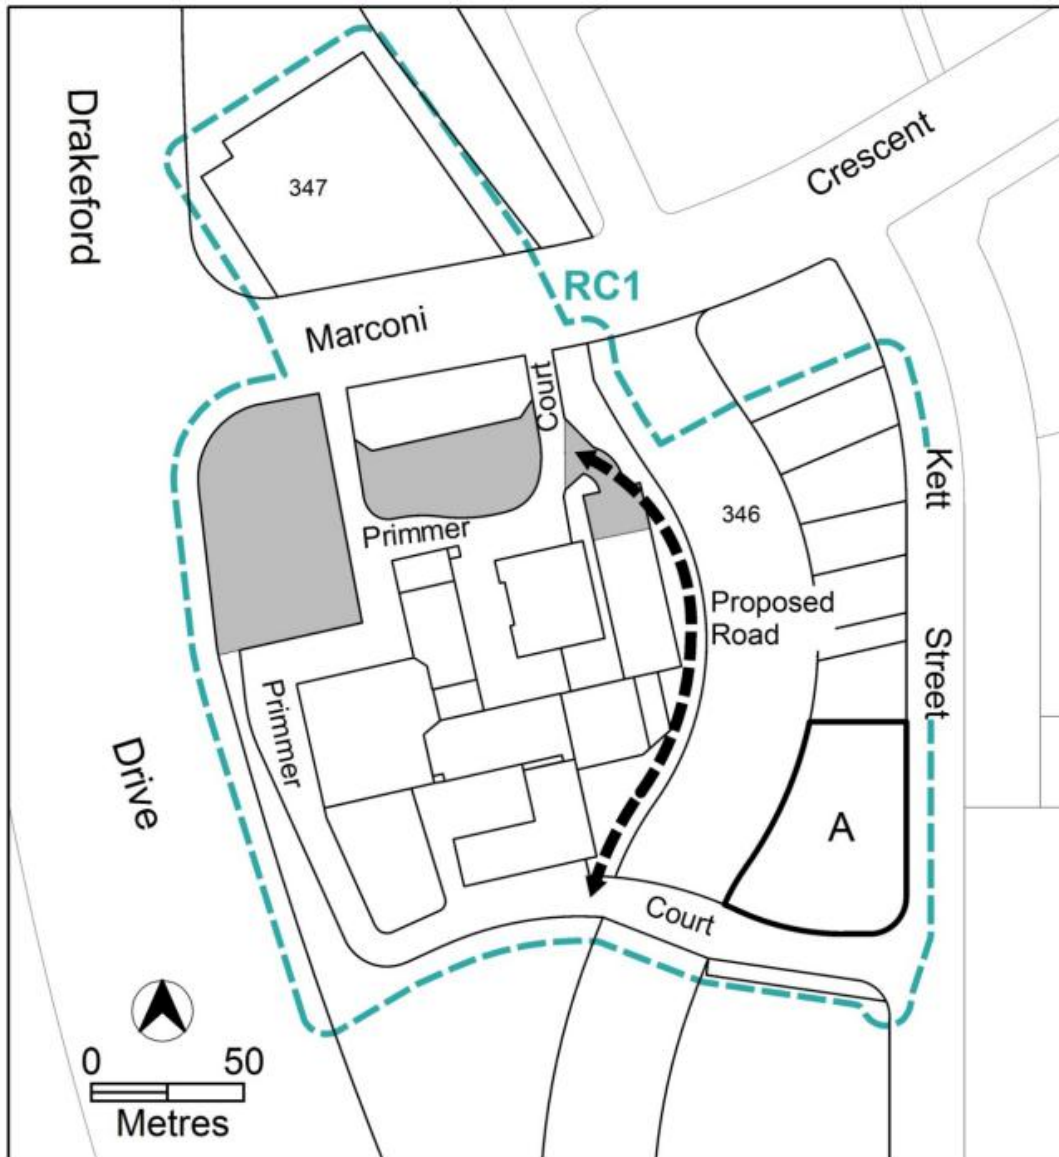 Drakeford
347
Crescent
RC1
Marconi
Court
Kett
Primmer
346
Proposed
Road
Street
Primmer
Drive
A
Court
0 50
Metres